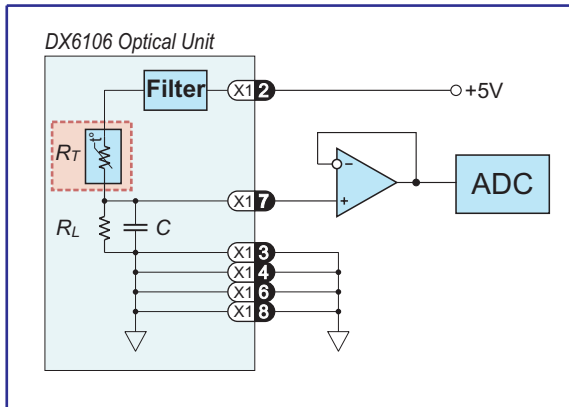 DX6106 Optical Unit
Filter
X1 2
+5V
t°
RT
X1 7
+
−
ADC
RL
C
X1 3
X1 4
X1 6
X1 8